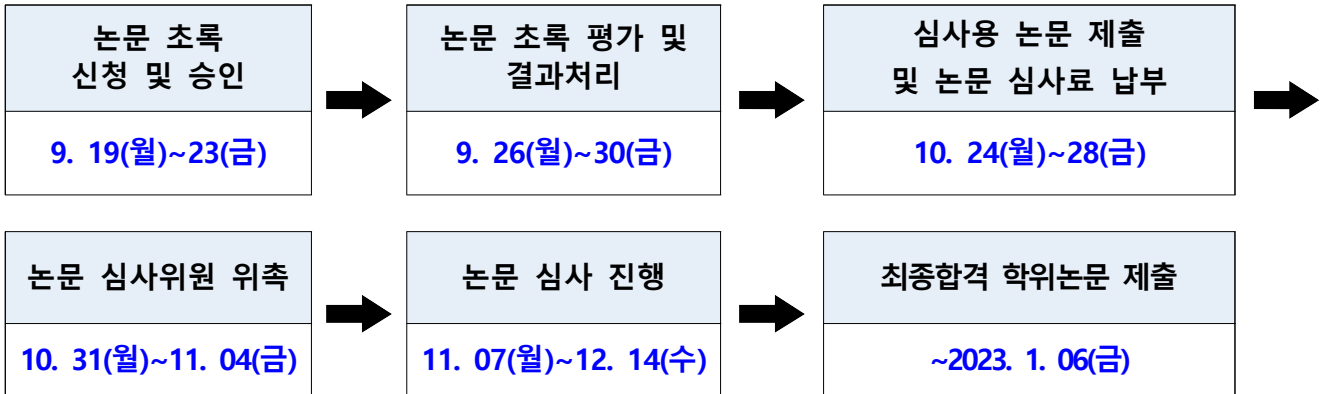 논문 초록
신청 및 승인
9. 19(월)~23(금)
논문 초록 평가 및
결과처리
9. 26(월)~30(금)
심사용 논문 제출
및 논문 심사료 납부
10. 24(월)~28(금)
논문 심사위원 위촉
10. 31(월)~11. 04(금)
논문 심사 진행
11. 07(월)~12. 14(수)
최종합격 학위논문 제출
~2023. 1. 06(금)